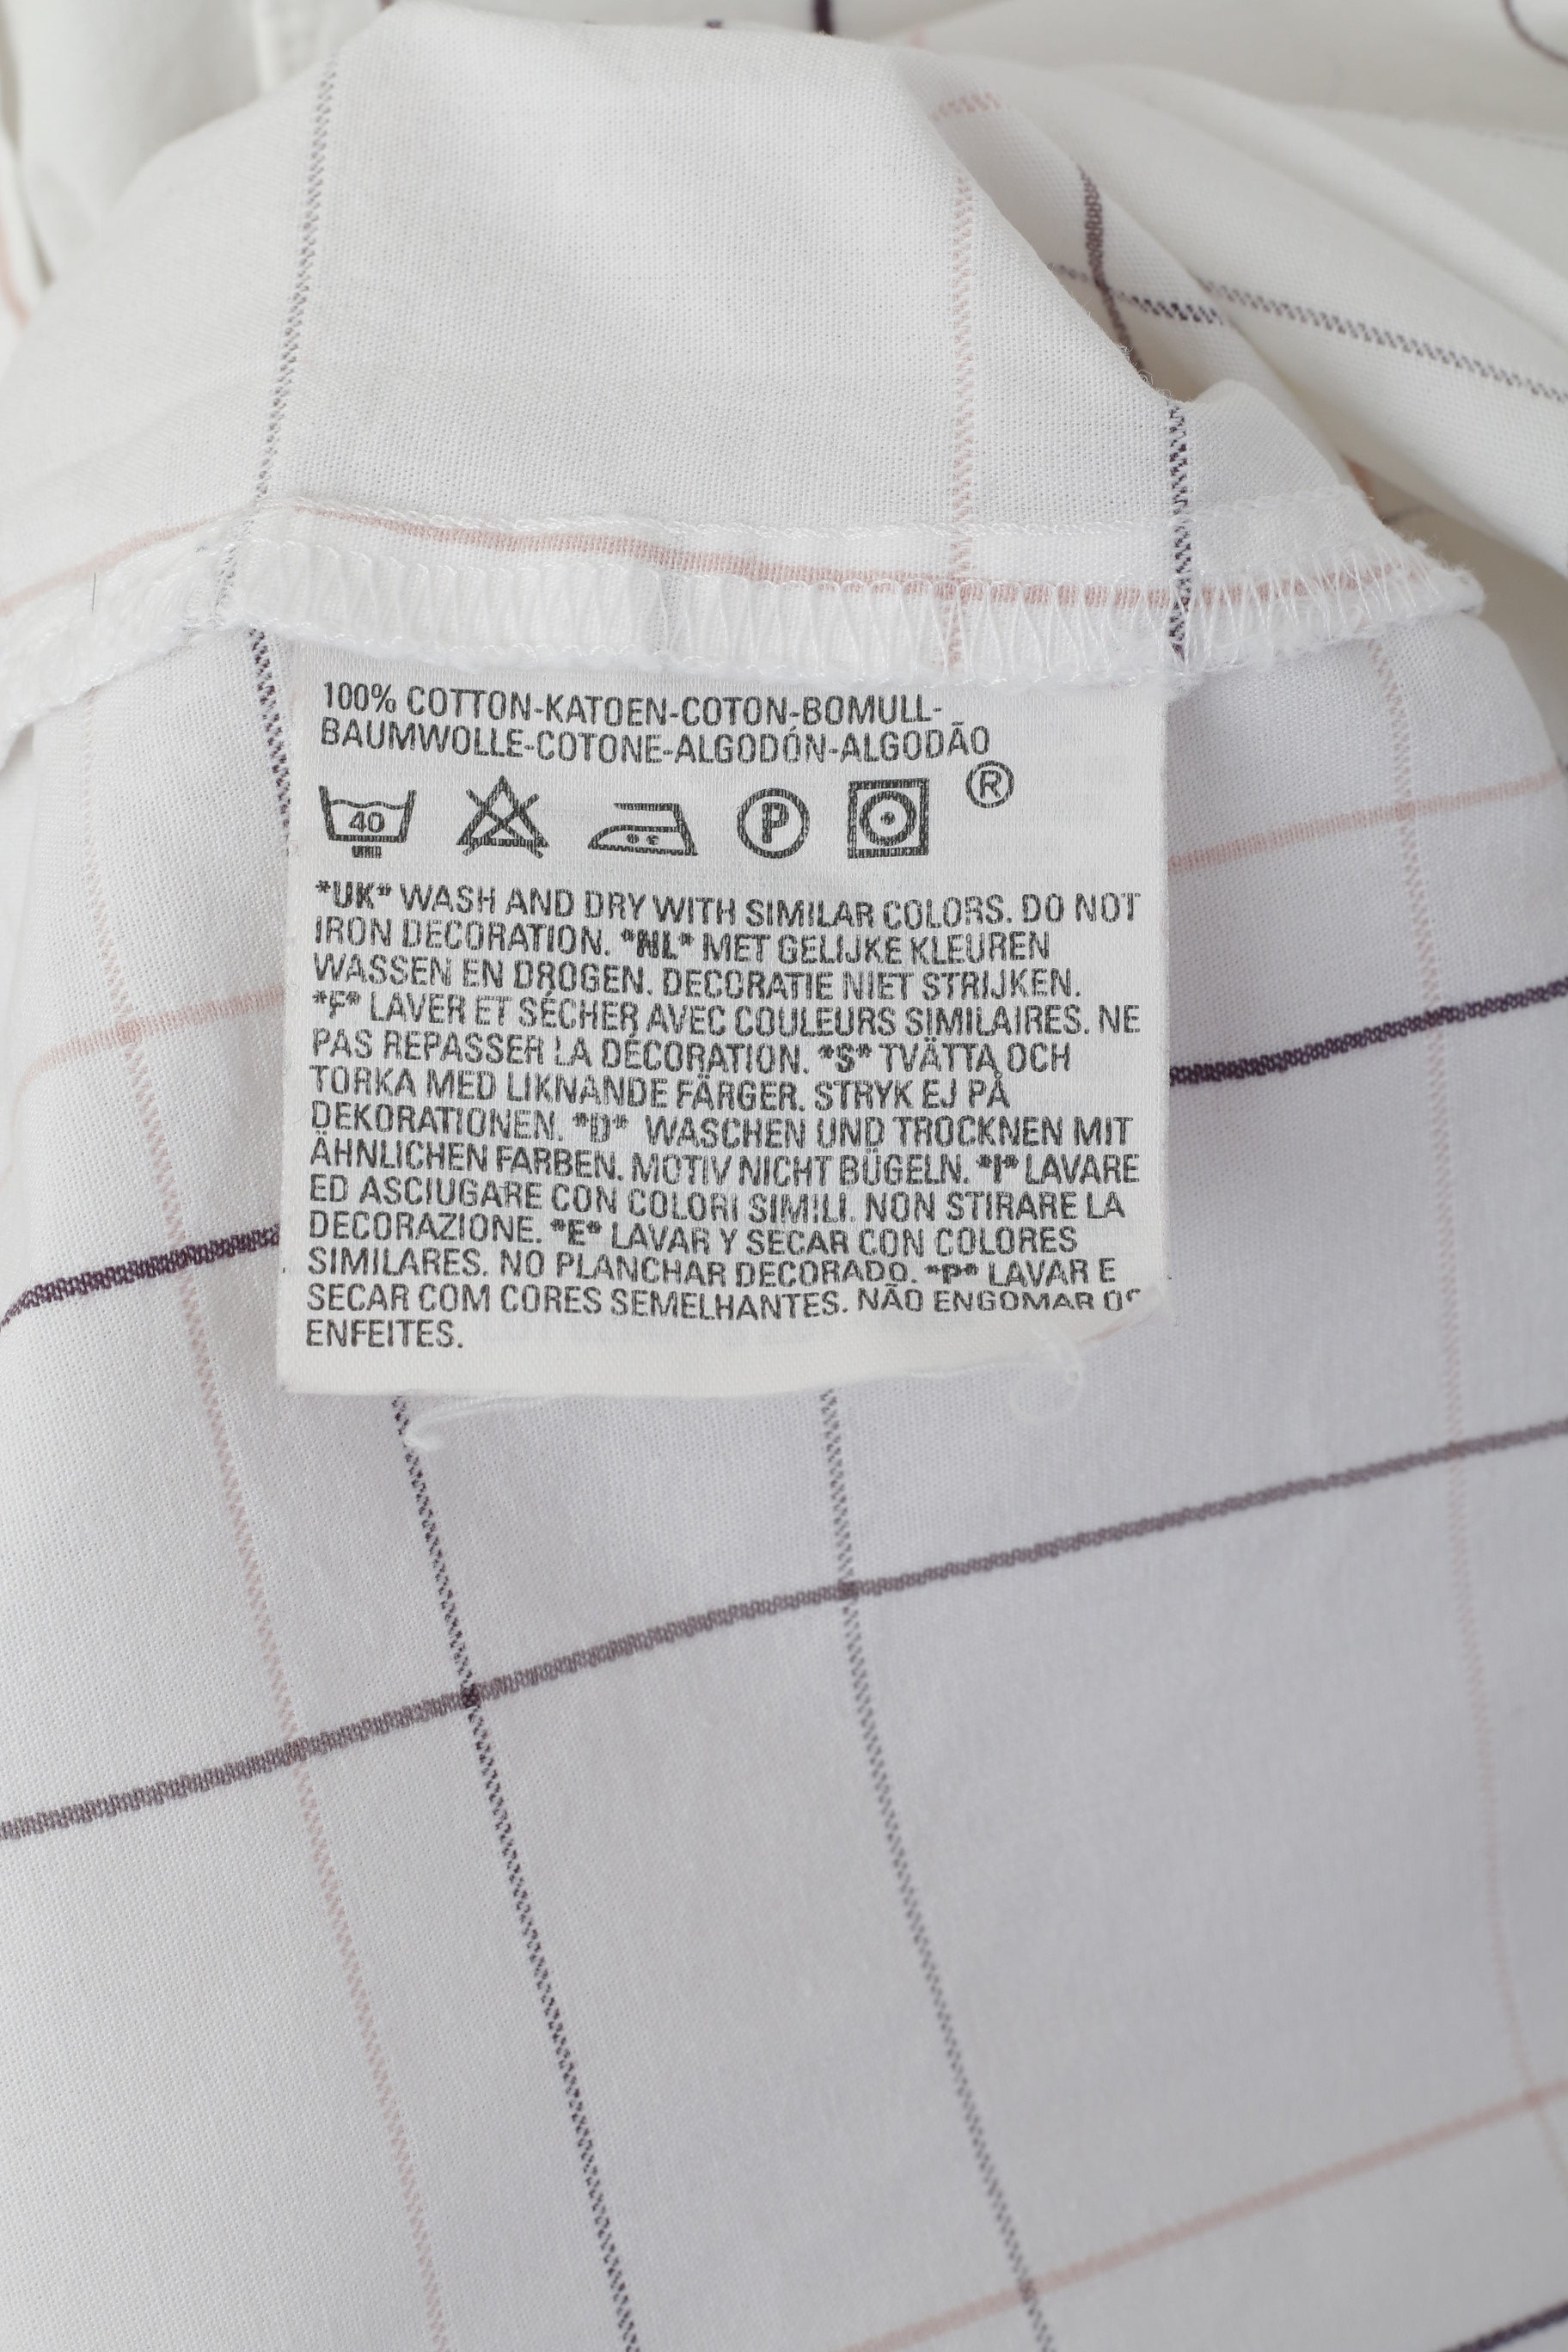 100% COTTON-KATOEN-COTON-BOMULL-
BAUMWOLLE-COTONE-ALGODÓN-ALGODÃO
40 P ®
*UK* WASH AND DRY WITH SIMILAR COLORS. DO NOT
IRON DECORATION. *NL* MET GELIJKE KLEUREN
WASSEN EN DROGEN. DECORATIE NIET STRIJKEN.
*F* LAVER ET SÉCHER AVEC COULEURS SIMILAIRES. NE
PAS REPASSER LA DÉCORATION. *S* TVÄTTA OCH
TORKA MED LIKNANDE FÄRGER. STRYK EJ PÅ
DEKORATIONEN. *D* WASCHEN UND TROCKNEN MIT
ÄHNLICHEN FARBEN. MOTIV NICHT BÜGELN. *I* LAVARE
ED ASCIUGARE CON COLORI SIMILI. NON STIRARE LA
DECORAZIONE. *E* LAVAR Y SECAR CON COLORES
SIMILARES. NO PLANCHAR DECORADO. *P* LAVAR E
SECAR COM CORES SEMELHANTES. NÃO ENGOMAR OS
ENFEITES.